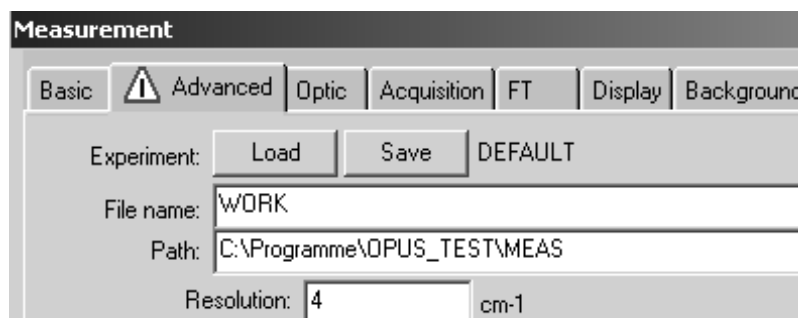 Measurement
Basic Advanced Optic Acquisition FT Display Background
Experiment: Load Save DEFAULT
File name: WORK
Path: C:\Programme\OPUS_TEST\MEAS
Resolution: 4 cm-1